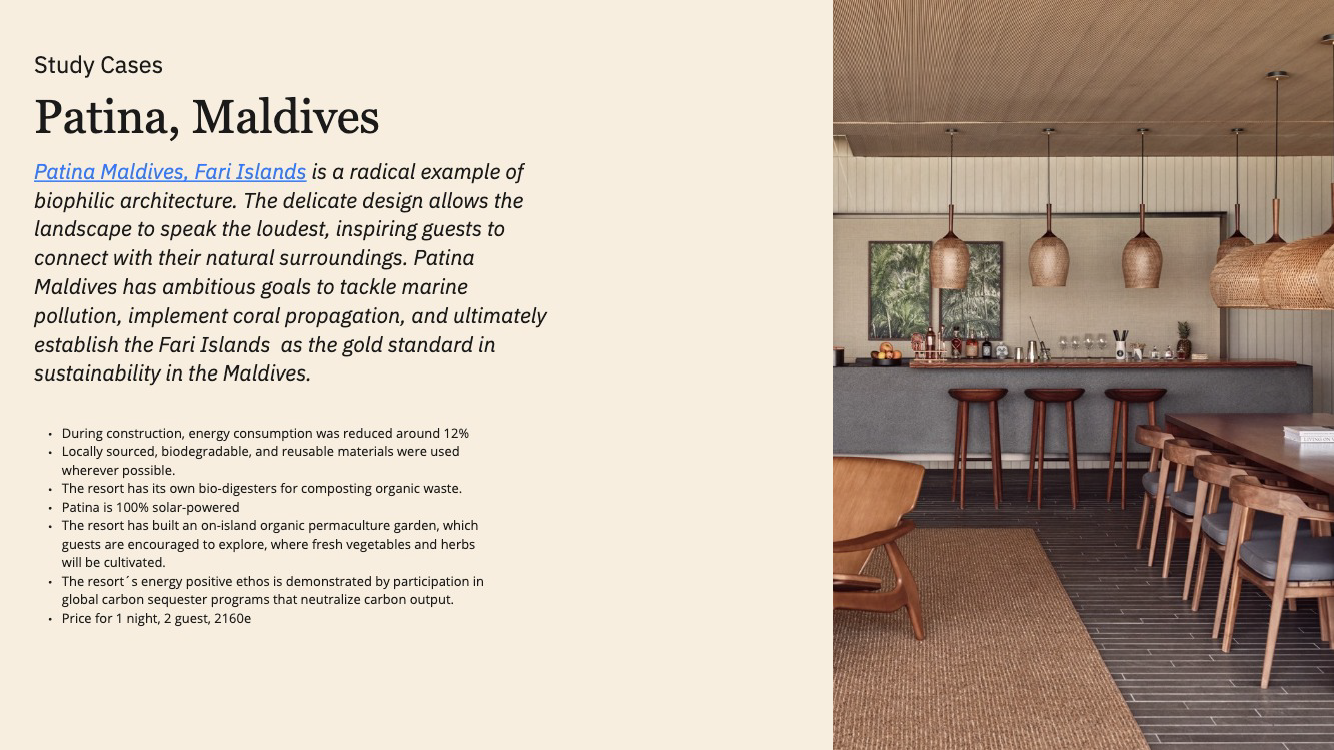 Study Cases
Patina, Maldives
Patina Maldives, Fari Islands is a radical example of
biophilic architecture. The delicate design allows the
landscape to speak the loudest, inspiring guests to
connect with their natural surroundings. Patina
Maldives has ambitious goals to tackle marine
pollution, implement coral propagation, and ultimately
establish the Fari Islands  as the gold standard in
sustainability in the Maldives.
• During construction, energy consumption was reduced around 12%
• Locally sourced, biodegradable, and reusable materials were used
wherever possible.
• The resort has its own bio-digesters for composting organic waste.
• Patina is 100% solar-powered
• The resort has built an on-island organic permaculture garden, which
guests are encouraged to explore, where fresh vegetables and herbs
will be cultivated.
• The resort´s energy positive ethos is demonstrated by participation in
global carbon sequester programs that neutralize carbon output.
• Price for 1 night, 2 guest, 2160e